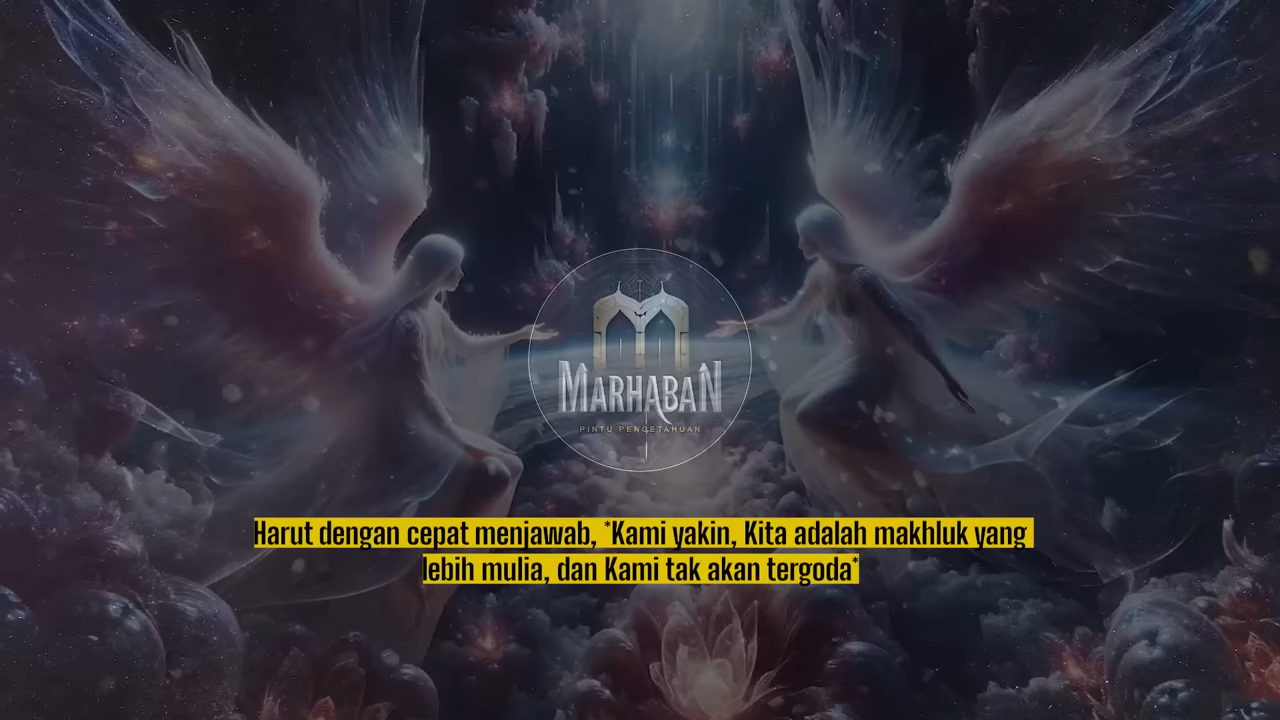 MARHABAN
PINTU PENGETAHUAN
Harut dengan cepat menjawab, "Kami yakin, Kita adalah makhluk yang
lebih mulia, dan Kami tak akan tergoda"